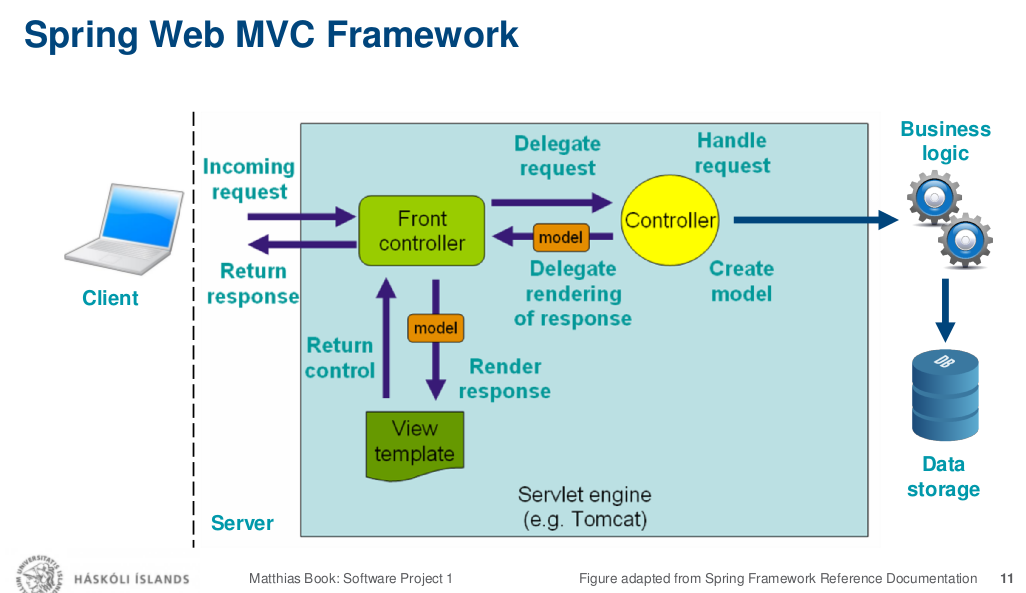 Spring Web MVC Framework
Business
logic
Delegate
request
Handle
request
Incoming
request
Front
controller
Controller
model
Return
response
Delegate
rendering
of response
Create
model
Client
model
Return
control
Render
response
DB
View
template
Data
storage
Servlet engine
(e.g. Tomcat)
Server
HÁSKÓLI ÍSLANDS
Matthias Book: Software Project 1
Figure adapted from Spring Framework Reference Documentation
11